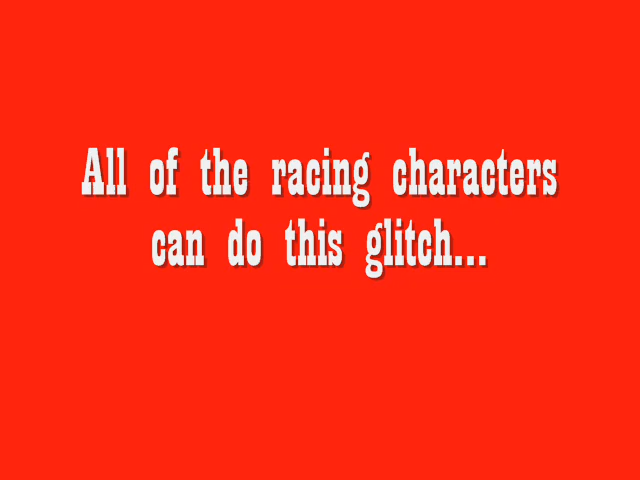 All of the racing characters
can do this glitch...